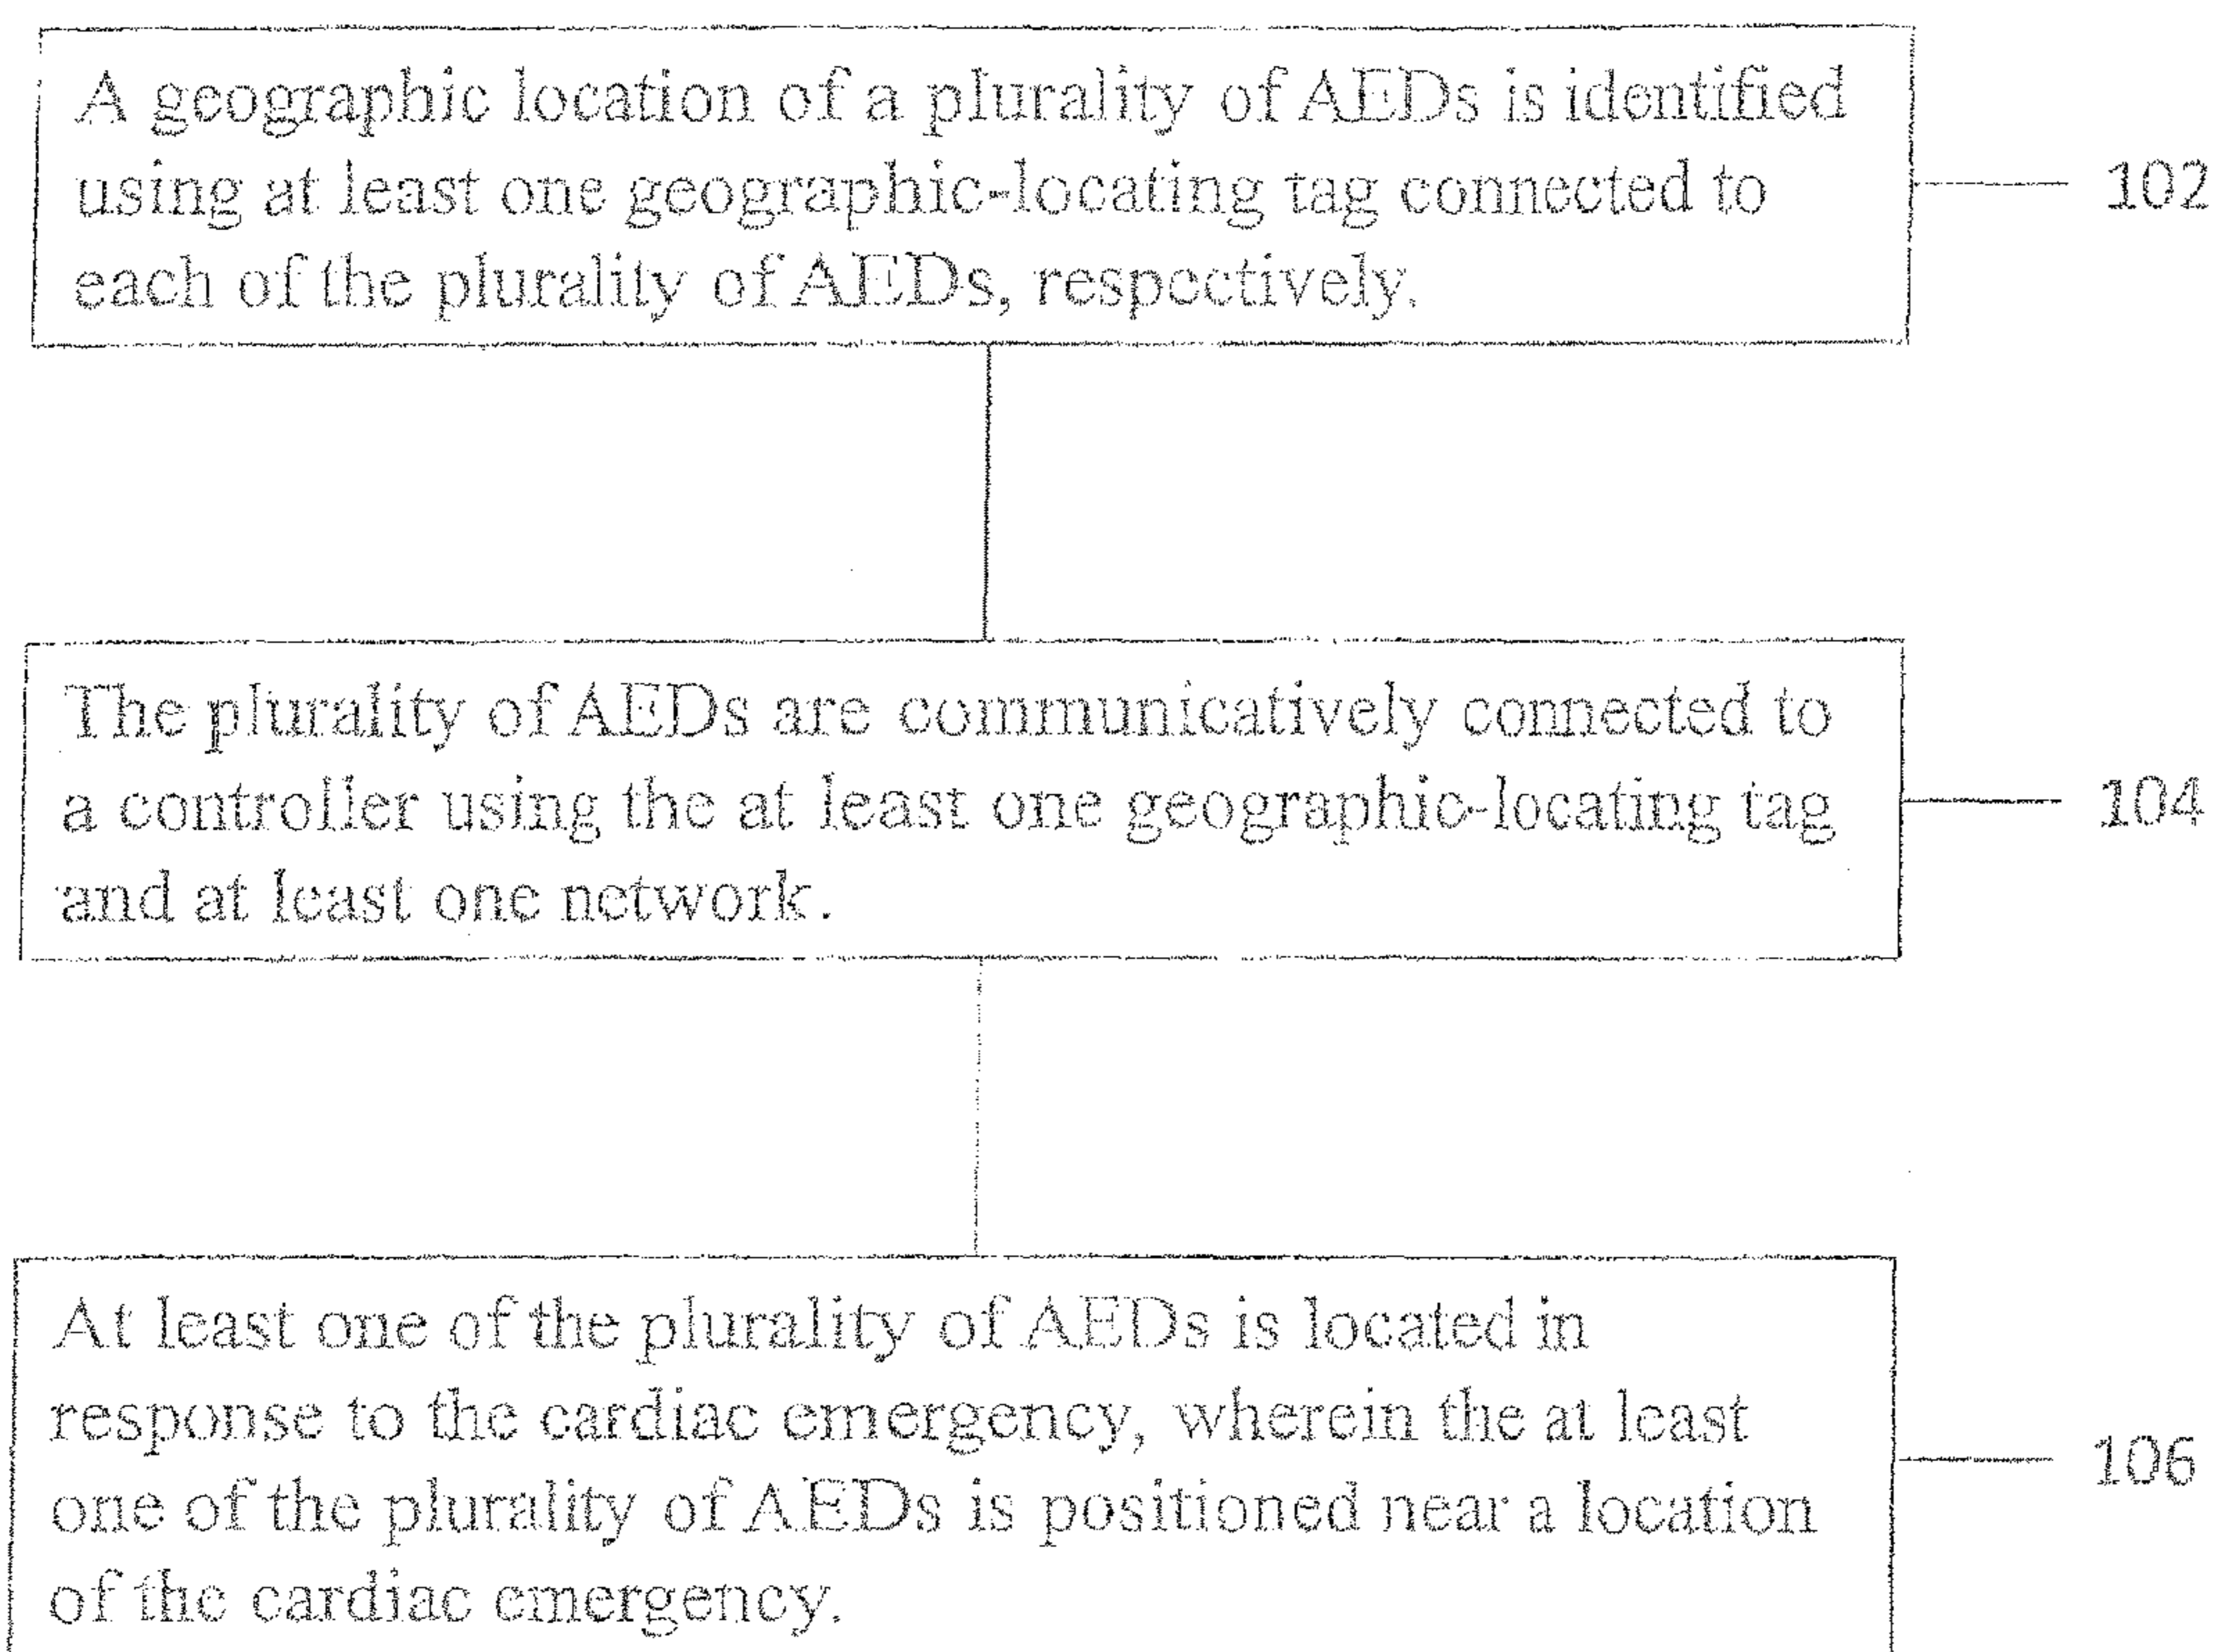 A geographic location of a plurality of AEDs is identified
using at least one geographic-locating tag connected to
each of the plurality of AEDs, respectively.
102
The plurality of AEDs are communicatively connected to
a controller using the at least one geographic-locating tag
and at least one network.
104
At least one of the plurality of AEDs is located in
response to the cardiac emergency, wherein the at least
one of the plurality of AEDs is positioned near a location
of the cardiac emergency.
106